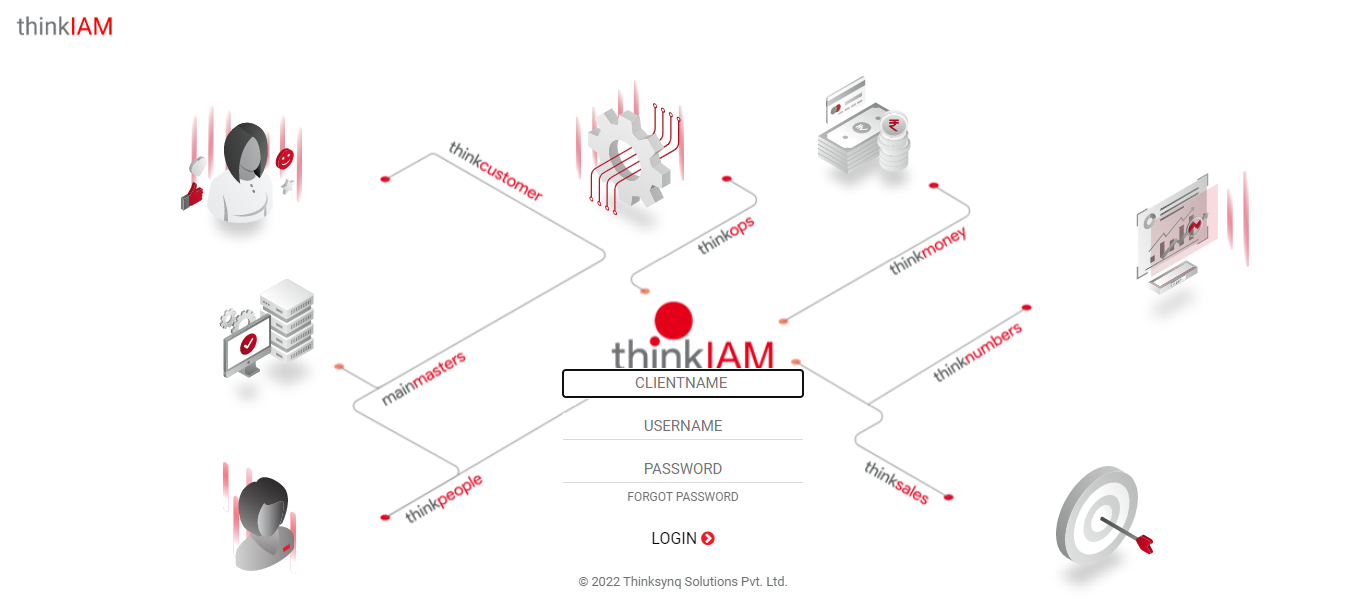 thinkIAM
thinkcustomer
thinkops
thinkmoney
thinkIAM
thinknumbers
mainmasters
CLIENTNAME
USERNAME
PASSWORD
thinksales
thinkpeople
FORGOT PASSWORD
LOGIN
© 2022 Thinksynq Solutions Pvt. Ltd.